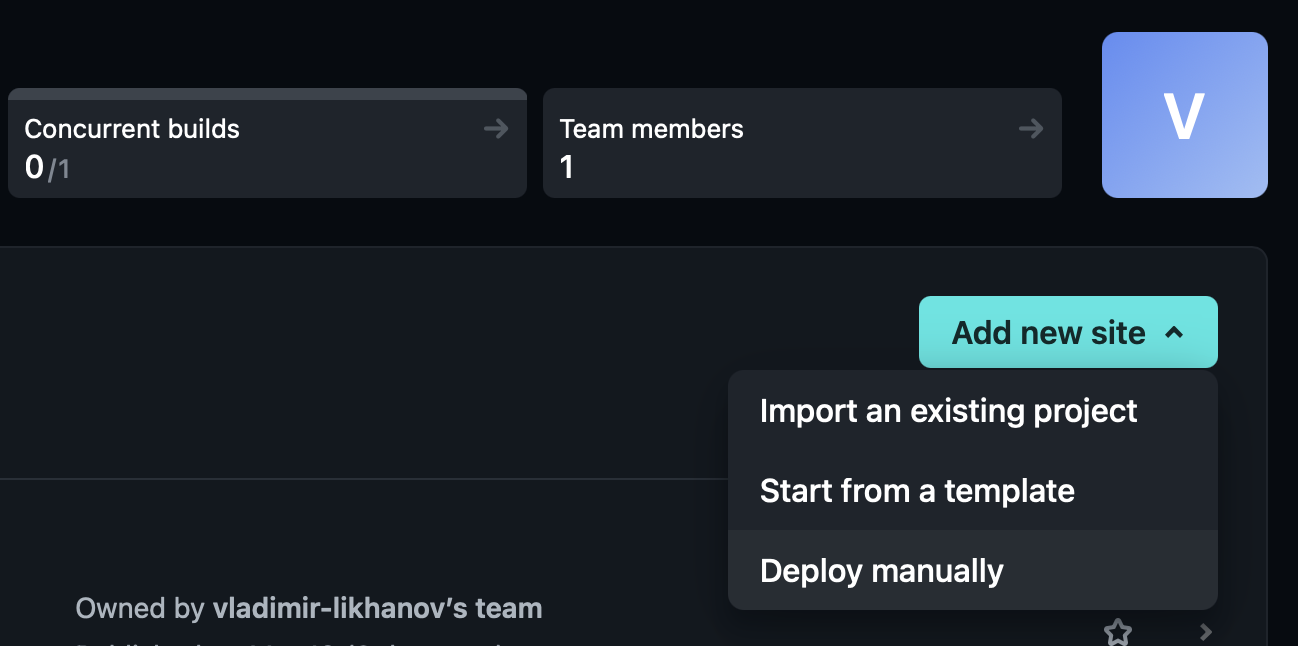 Concurrent builds
0/1
Team members
1
V
Add new site
Import an existing project
Start from a template
Deploy manually
Owned by vladimir-likhanov’s team